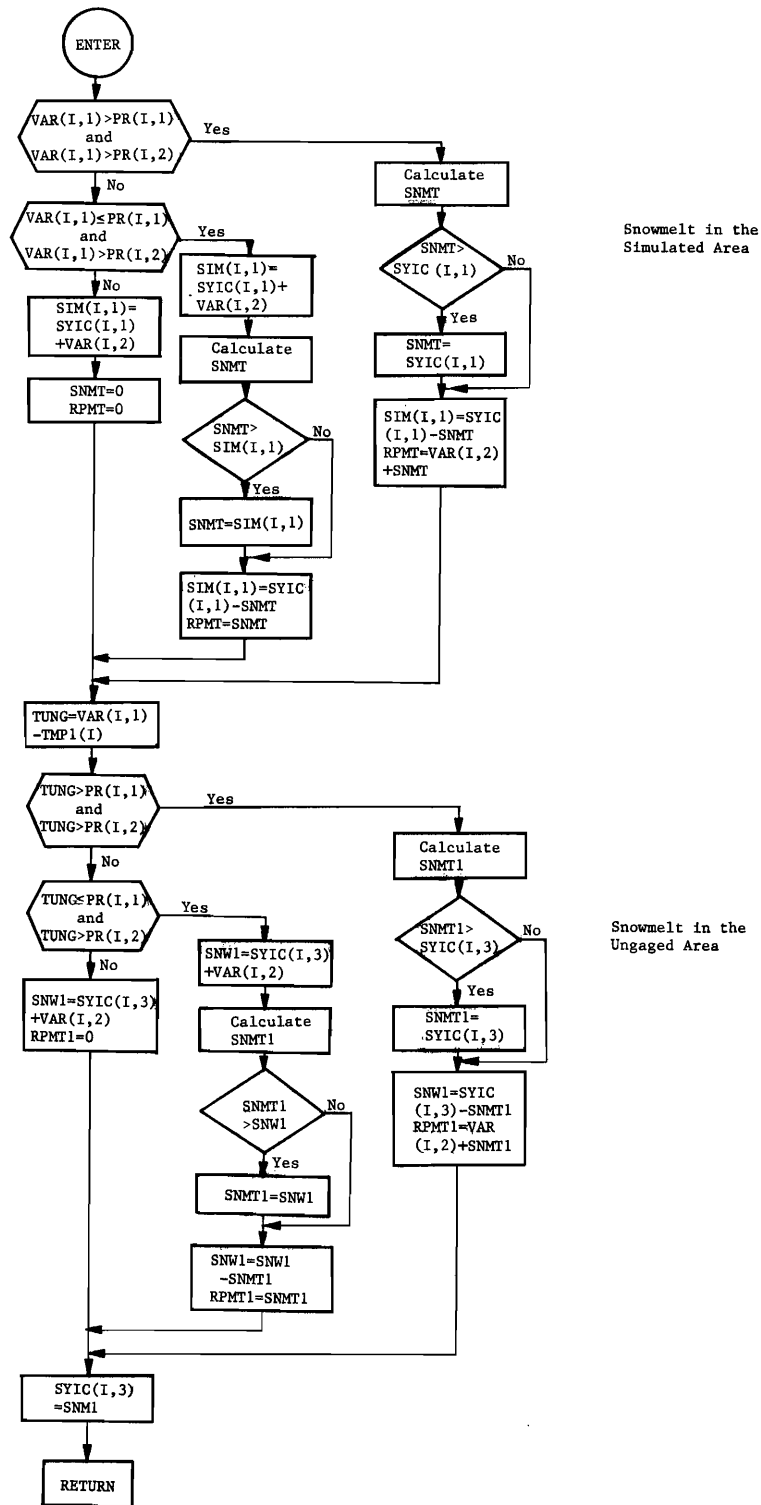 ENTER
VAR(I,1)>PR(I,1)
and
VAR(I,1)>PR(I,2)
Yes
No
Calculate
SNMT
SNMT>
SYIC (I,1)
No
Yes
SNMT=
SYIC(I,1)
SIM(I,1)=SYIC
(I,1)-SNMT
RPMT=VAR(I,2)
+SNMT
Snowmelt in the
Simulated Area
VAR(I,1)≤PR(I,1)
and
VAR(I,1)>PR(I,2)
Yes
No
SIM(I,1)=
SYIC(I,1)+
VAR(I,2)
Calculate
SNMT
SNMT>
SIM(I,1)
No
Yes
SNMT=SIM(I,1)
SIM(I,1)=SYIC
(I,1)-SNMT
RPMT=SNMT
SIM(I,1)=
SYIC(I,1)
+VAR(I,2)
SNMT=0
RPMT=0
TUNG=VAR(I,1)
-TMP1(I)
TUNG>PR(I,1)
and
TUNG>PR(I,2)
Yes
No
Calculate
SNMT1
SNMT1>
SYIC(I,3)
No
Yes
SNMT1=
SYIC(I,3)
SNW1=SYIC
(I,3)-SNMT1
RPMT1=VAR
(I,2)+SNMT1
Snowmelt in the
Ungaged Area
TUNG≤PR(I,1)
and
TUNG>PR(I,2)
Yes
No
SNW1=SYIC(I,3)
+VAR(I,2)
Calculate
SNMT1
SNMT1
>SNW1
No
Yes
SNMT1=SNW1
SNW1=SNW1
-SNMT1
RPMT1=SNMT1
SNW1=SYIC(I,3)
+VAR(I,2)
RPMT1=0
SYIC(I,3)
=SNM1
RETURN